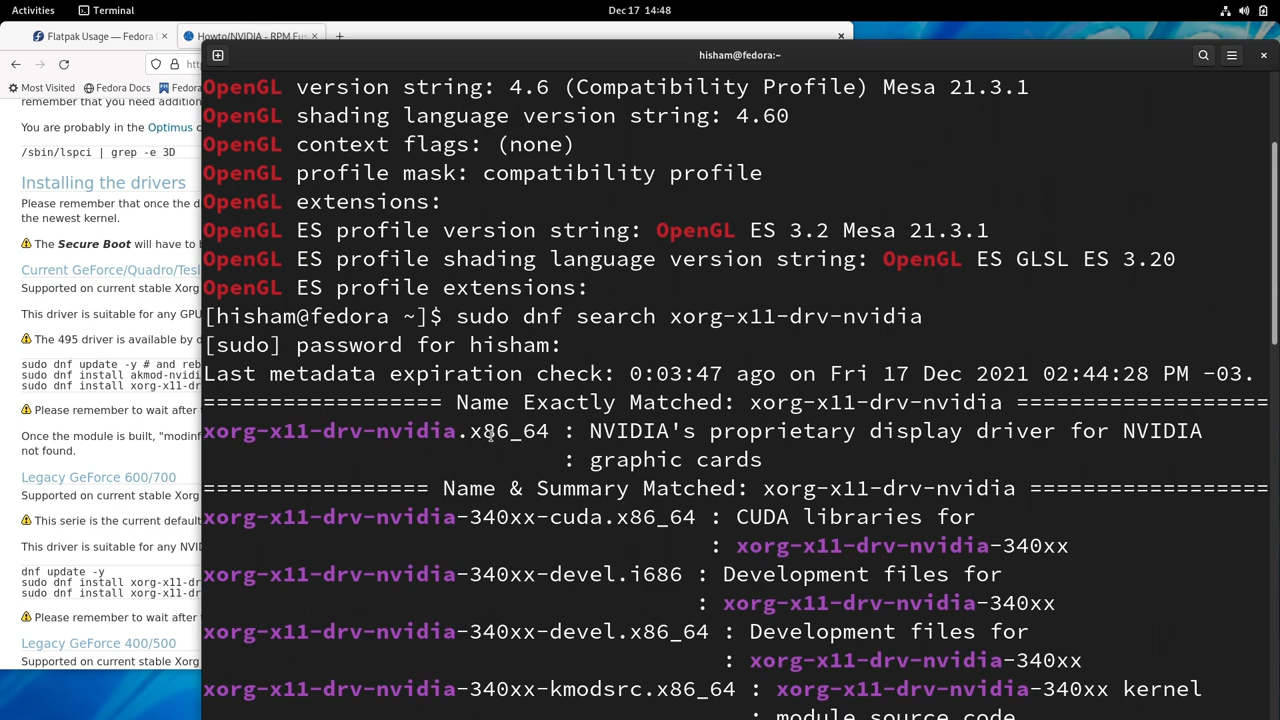 Activities Terminal Dec 17 14:48
Flatpak Usage — Fedora Howto/NVIDIA - RPM Fus
hisham@fedora:~
Most Visited Fedora Docs Fedora
remember that you need addition
You are probably in the Optimus
/sbin/lspci | grep -e 3D
Installing the drivers
Please remember that once the
the newest kernel.
The Secure Boot will have to
Current GeForce/Quadro/Tesl
Supported on current stable Xorg
This driver is suitable for any GPU
The 495 driver is available by
sudo dnf update -y # and reb
sudo dnf install akmod-nvidi
sudo dnf install xorg-x11-dr
Please remember to wait after
Once the module is built, "modinf
not found.
Legacy GeForce 600/700
Supported on current stable Xorg
This serie is the current default
This driver is suitable for any NVI
dnf update -y
sudo dnf install xorg-x11-dr
sudo dnf install xorg-x11-dr
Please remember to wait after
Legacy GeForce 400/500
Supported on current stable Xorg
OpenGL version string: 4.6 (Compatibility Profile) Mesa 21.3.1
OpenGL shading language version string: 4.60
OpenGL context flags: (none)
OpenGL profile mask: compatibility profile
OpenGL extensions:
OpenGL ES profile version string: OpenGL ES 3.2 Mesa 21.3.1
OpenGL ES profile shading language version string: OpenGL ES GLSL ES 3.20
OpenGL ES profile extensions:
[hisham@fedora ~]$ sudo dnf search xorg-x11-drv-nvidia
[sudo] password for hisham:
Last metadata expiration check: 0:03:47 ago on Fri 17 Dec 2021 02:44:28 PM -03.
================== Name Exactly Matched: xorg-x11-drv-nvidia ===================
xorg-x11-drv-nvidia.x86_64 : NVIDIA's proprietary display driver for NVIDIA
: graphic cards
================= Name & Summary Matched: xorg-x11-drv-nvidia ==================
xorg-x11-drv-nvidia-340xx-cuda.x86_64 : CUDA libraries for
: xorg-x11-drv-nvidia-340xx
xorg-x11-drv-nvidia-340xx-devel.i686 : Development files for
: xorg-x11-drv-nvidia-340xx
xorg-x11-drv-nvidia-340xx-devel.x86_64 : Development files for
: xorg-x11-drv-nvidia-340xx
xorg-x11-drv-nvidia-340xx-kmodsrc.x86_64 : xorg-x11-drv-nvidia-340xx kernel
: module source code